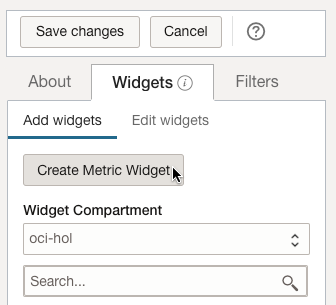 Save changes Cancel ?
About Widgets i Filters
Add widgets Edit widgets
Create Metric Widget
Widget Compartment
oci-hol
Search...